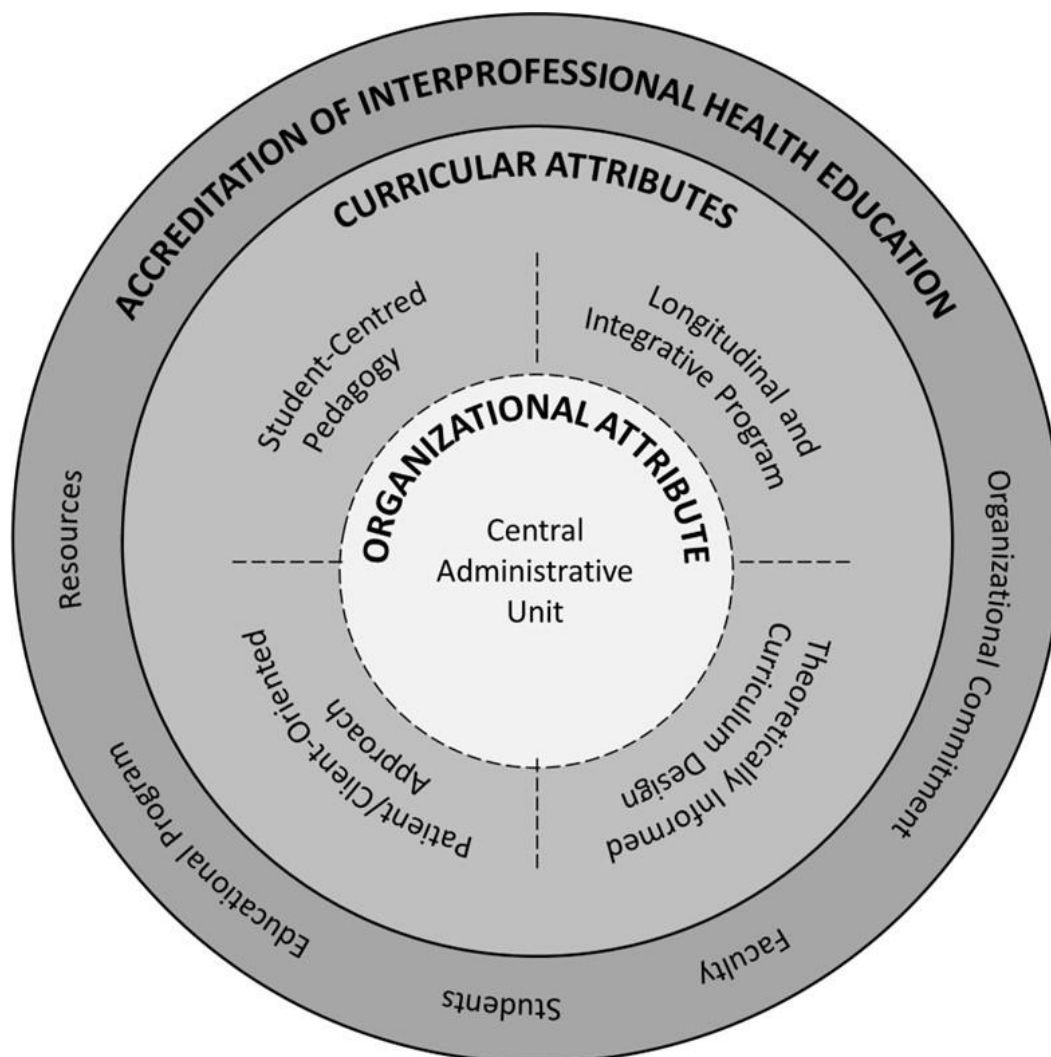 ACCREDITATION OF INTERPROFESSIONAL HEALTH EDUCATION
CURRICULAR ATTRIBUTES
Student-Centred
Pedagogy
Longitudinal and
Integrative Program
ORGANIZATIONAL ATTRIBUTE
Central
Administrative
Unit
Theoretically Informed
Curriculum Design
Patient/Client-Oriented
Approach
Organizational Commitment
Faculty
Students
Educational Program
Resources